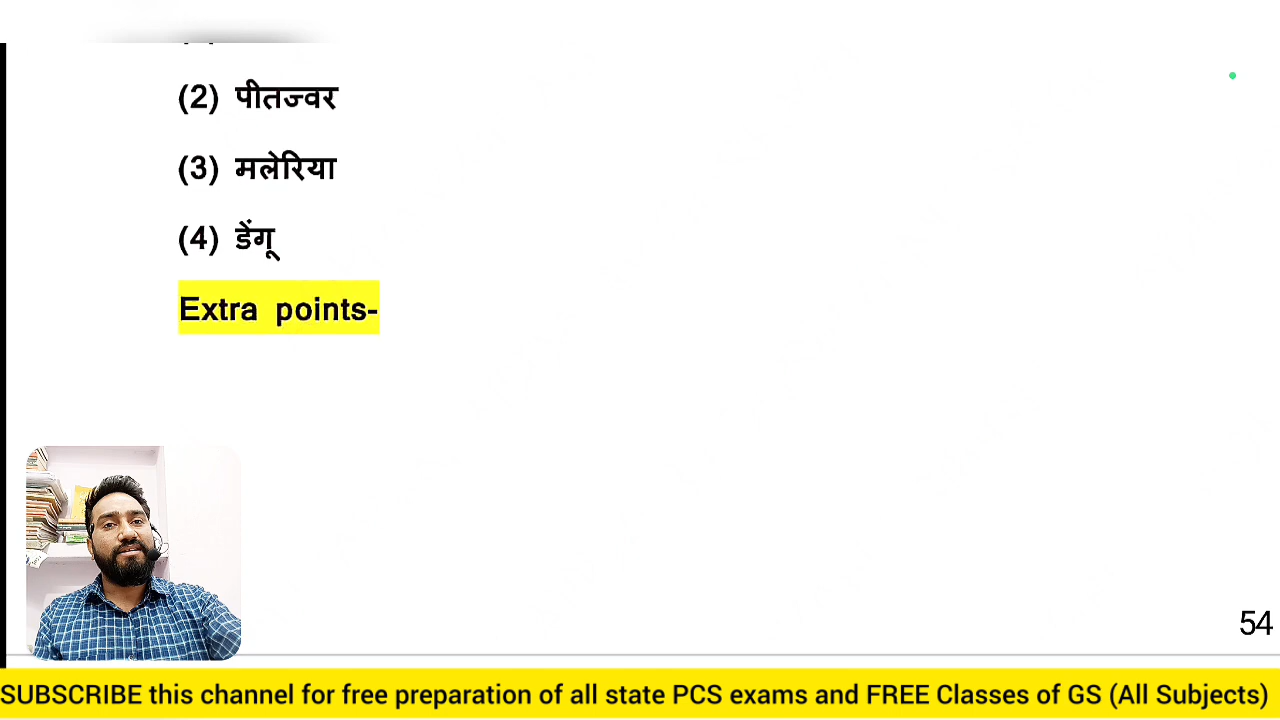 (2) पीतज्वर
(3) मलेरिया
(4) डेंगू
Extra points-
54
SUBSCRIBE this channel for free preparation of all state PCS exams and FREE Classes of GS (All Subjects)